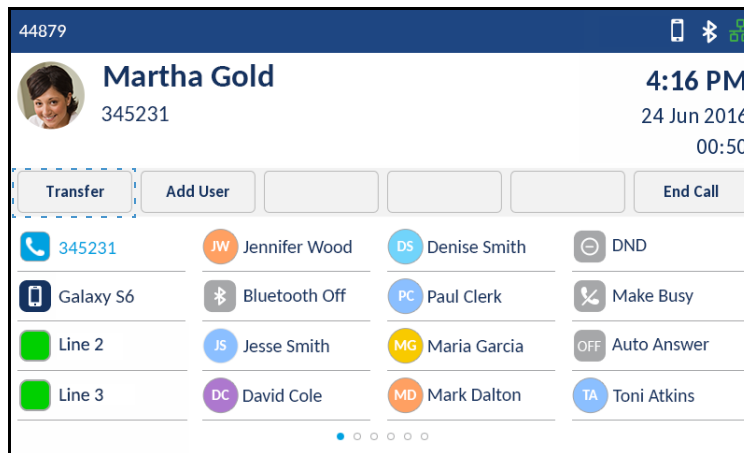 44879
Martha Gold
345231
4:16 PM
24 Jun 2016
00:50
Transfer Add User End Call
345231 JW Jennifer Wood DS Denise Smith DND
Galaxy S6 Bluetooth Off PC Paul Clerk Make Busy
Line 2 JS Jesse Smith MG Maria Garcia OFF Auto Answer
Line 3 DC David Cole MD Mark Dalton TA Toni Atkins